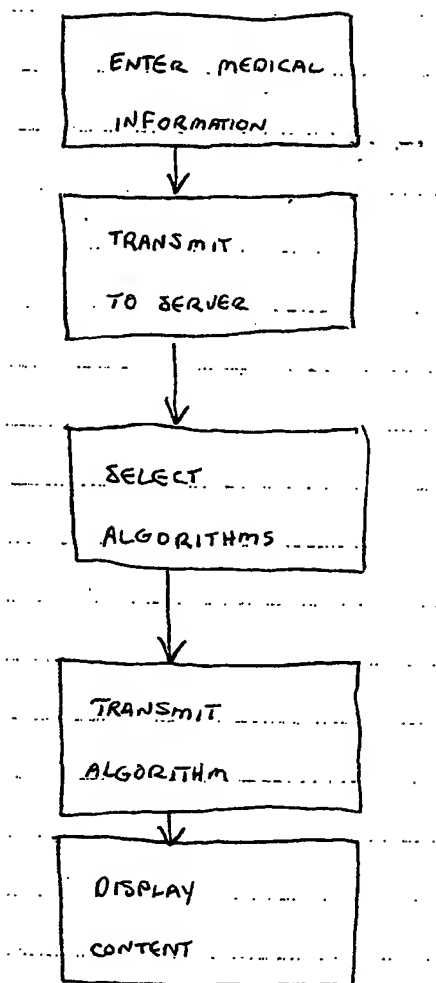 ENTER MEDICAL
INFORMATION
TRANSMIT
TO SERVER
SELECT
ALGORITHMS
TRANSMIT
ALGORITHM
DISPLAY
CONTENT